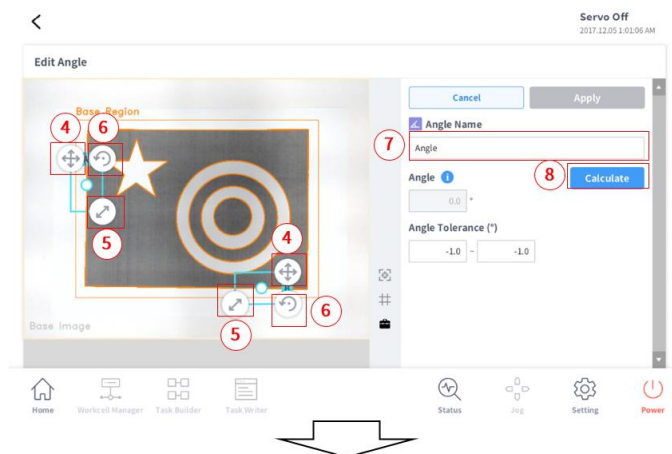 Servo Off
2017.12.05 1:01:06 AM
Edit Angle
Base Region
4
6
5
4
5
6
Base Image
Cancel
Apply
Angle Name
7
Angle
Angle
8
Calculate
0.0 °
Angle Tolerance (°)
-1.0 ~ -1.0
Home
Workcell Manager
Task Builder
Task Writer
Status
Jog
Setting
Power